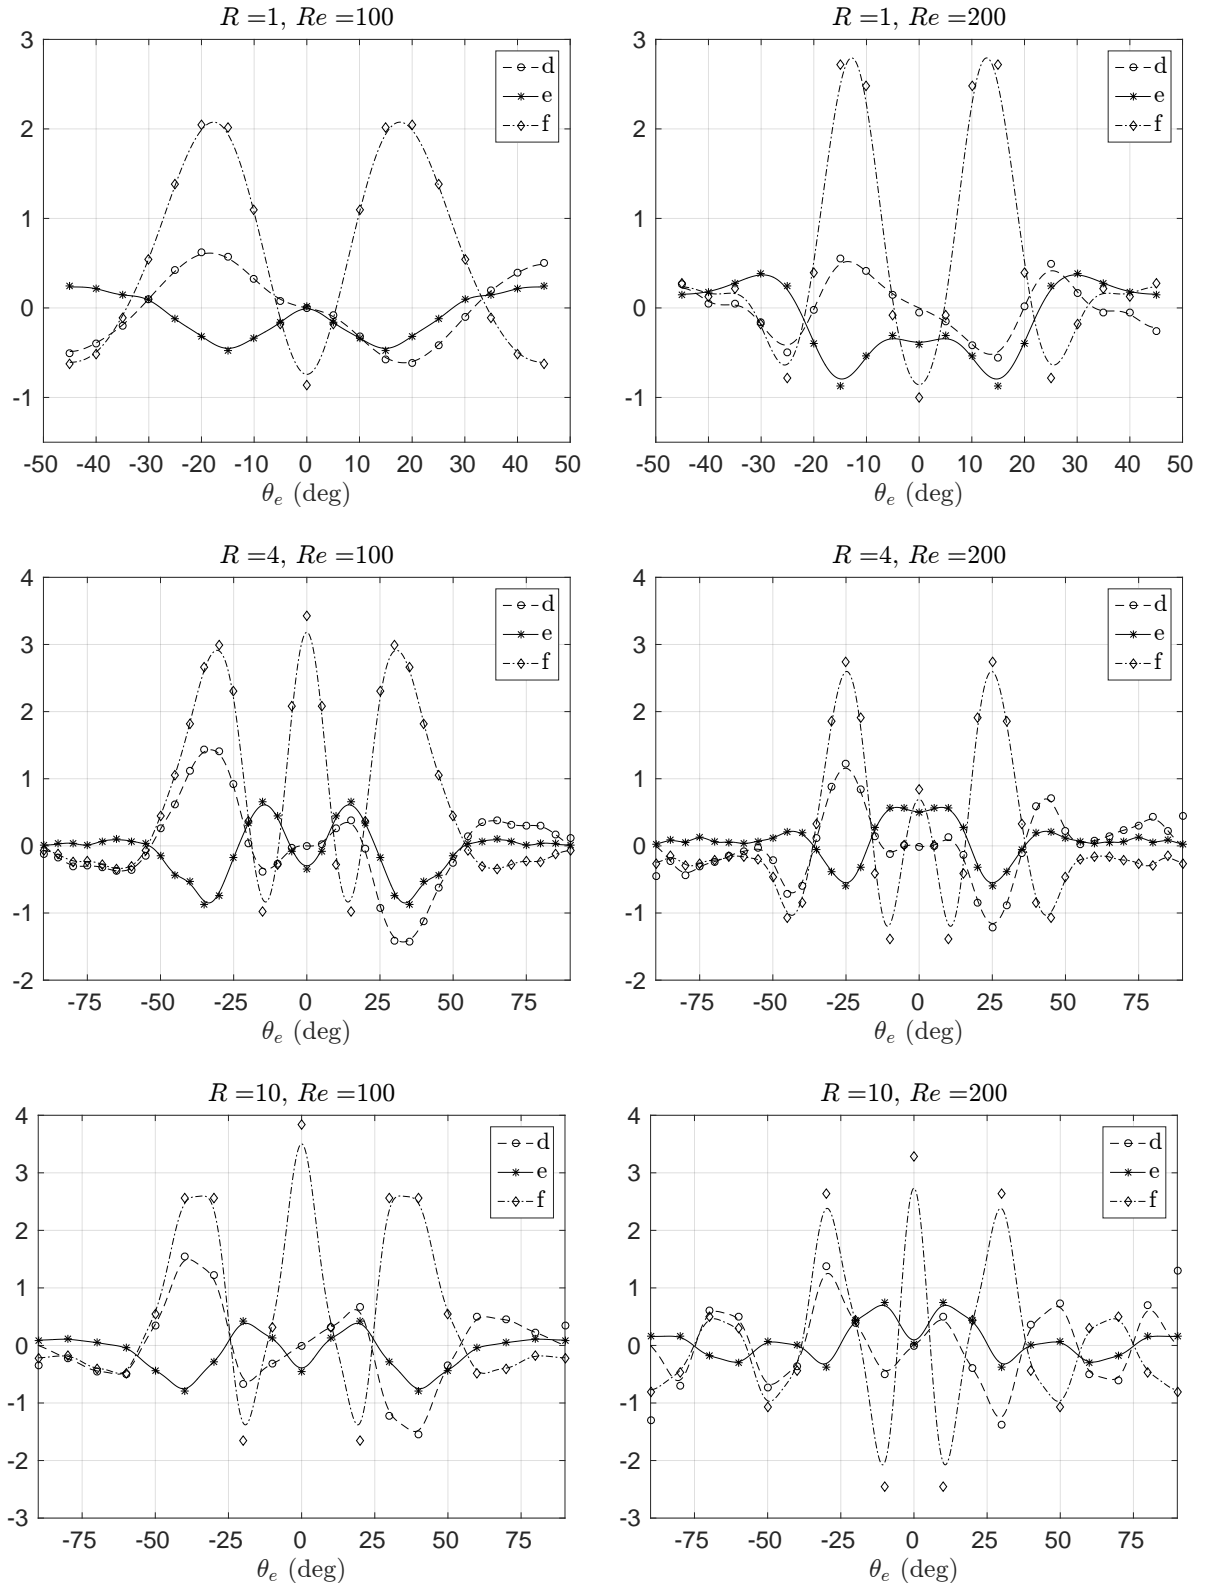 R =1, Re =100
3
2
1
0
-1
-50 -40 -30 -20 -10 0 10 20 30 40 50
θe (deg)
d
e
f
R =1, Re =200
3
2
1
0
-1
-50 -40 -30 -20 -10 0 10 20 30 40 50
θe (deg)
d
e
f
R =4, Re =100
4
3
2
1
0
-1
-2
-75 -50 -25 0 25 50 75
θe (deg)
d
e
f
R =4, Re =200
4
3
2
1
0
-1
-2
-75 -50 -25 0 25 50 75
θe (deg)
d
e
f
R =10, Re =100
4
3
2
1
0
-1
-2
-3
-75 -50 -25 0 25 50 75
θe (deg)
d
e
f
R =10, Re =200
4
3
2
1
0
-1
-2
-3
-75 -50 -25 0 25 50 75
θe (deg)
d
e
f